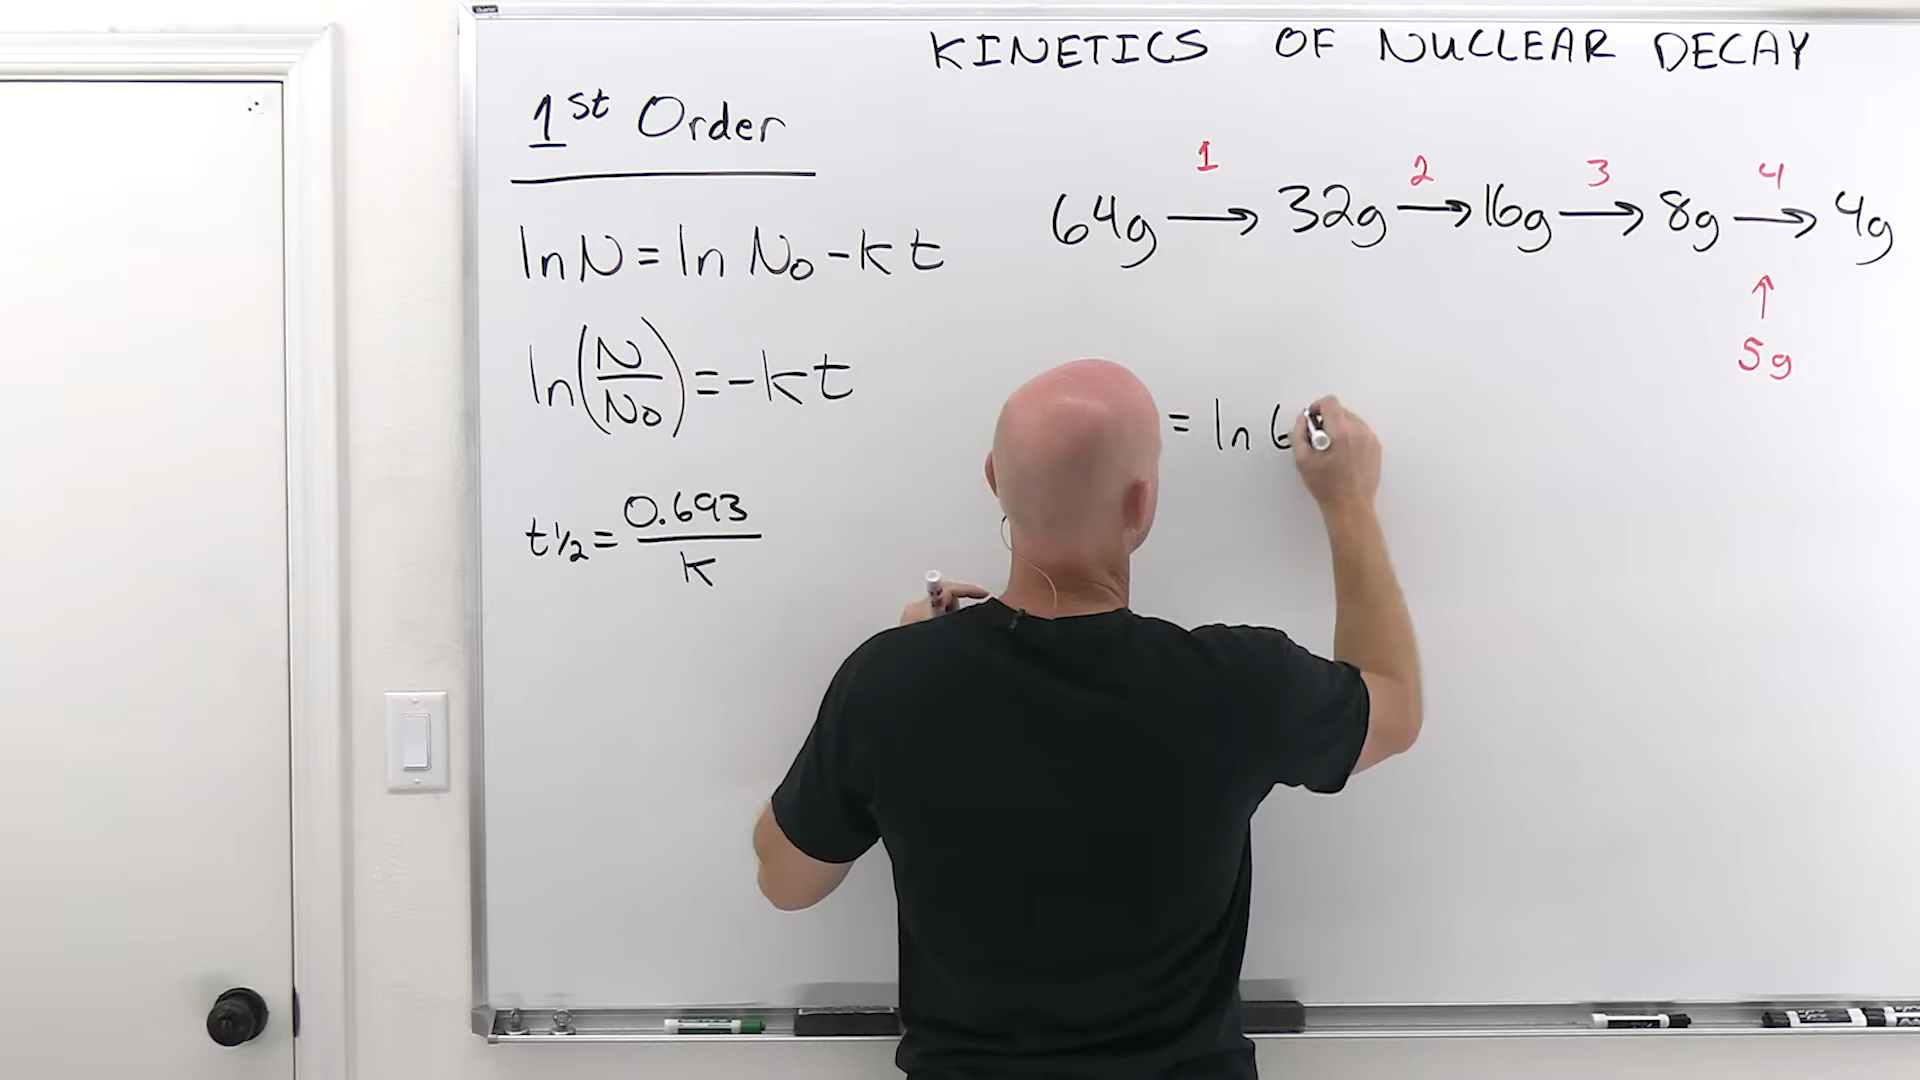 KINETICS OF NUCLEAR DECAY
1st Order
ln N = ln N₀ - kt
ln(N/N₀) = -kt
t½ = 0.693/k
1 2 3 4
64g → 32g → 16g → 8g → 4g
↑
5g
= ln 6
Quartet